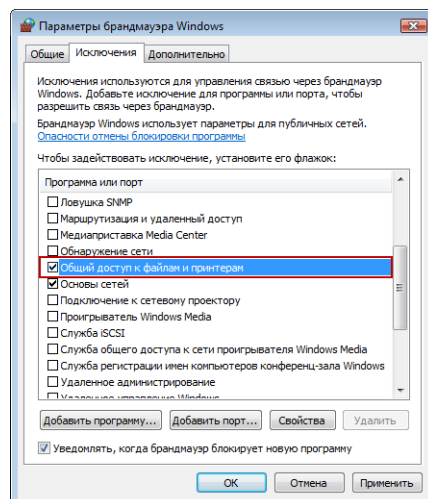 Параметры брандмауэра Windows
Общие Исключения Дополнительно
Исключения используются для управления связью через брандмауэр
Windows. Добавьте исключение для программы или порта, чтобы
разрешить связь через брандмауэр.
Брандмауэр Windows использует параметры для публичных сетей.
Опасности отмены блокировки программы
Чтобы задействовать исключение, установите его флажок:
Программа или порт
Ловушка SNMP
Маршрутизация и удаленный доступ
Медиаприставка Media Center
Обнаружение сети
Общий доступ к файлам и принтерам
Основы сетей
Подключение к сетевому проектору
Проигрыватель Windows Media
Служба iSCSI
Служба общего доступа к сети проигрывателя Windows Media
Служба регистрации имен компьютеров конференц-зала Windows
Удаленное администрирование
Удаленное управление Windows
Добавить программу... Добавить порт... Свойства Удалить
Уведомлять, когда брандмауэр блокирует новую программу
ОК Отмена Применить